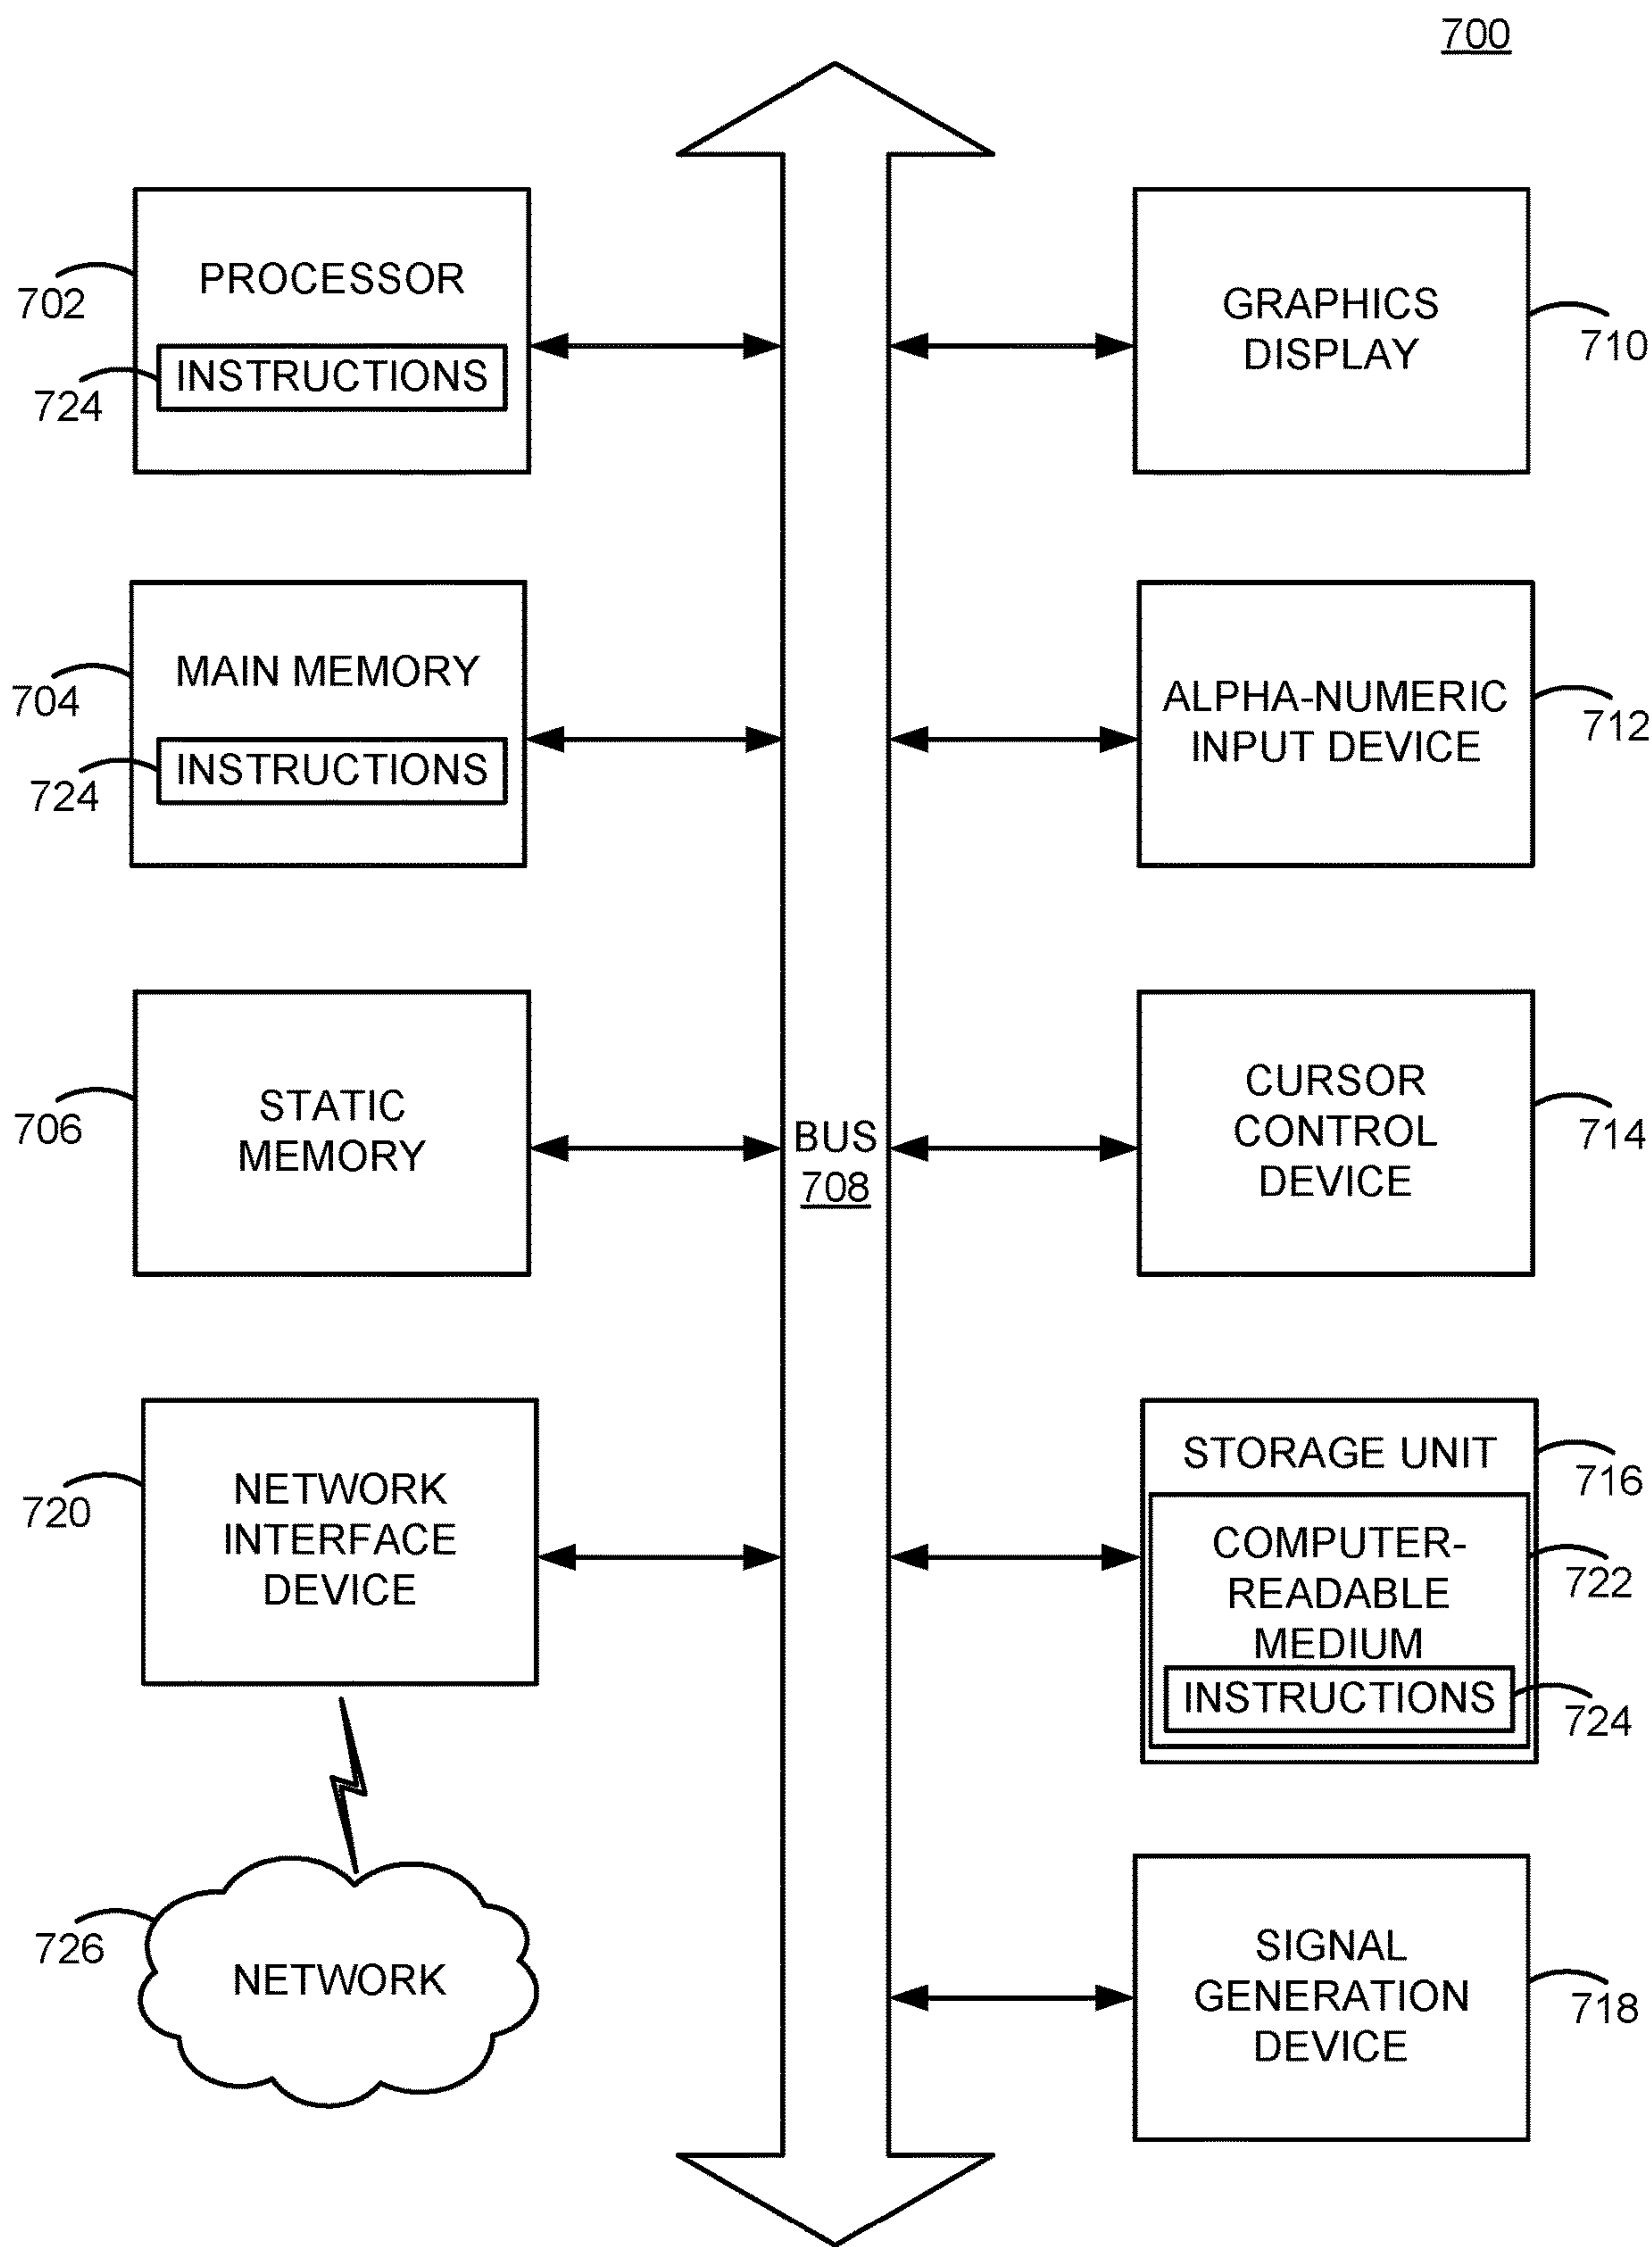 700
PROCESSOR
702
INSTRUCTIONS
724
MAIN MEMORY
704
INSTRUCTIONS
724
STATIC
MEMORY
706
NETWORK
INTERFACE
DEVICE
720
NETWORK
726
BUS
708
GRAPHICS
DISPLAY
710
ALPHA-NUMERIC
INPUT DEVICE
712
CURSOR
CONTROL
DEVICE
714
STORAGE UNIT
716
COMPUTER-
READABLE
MEDIUM
722
INSTRUCTIONS
724
SIGNAL
GENERATION
DEVICE
718